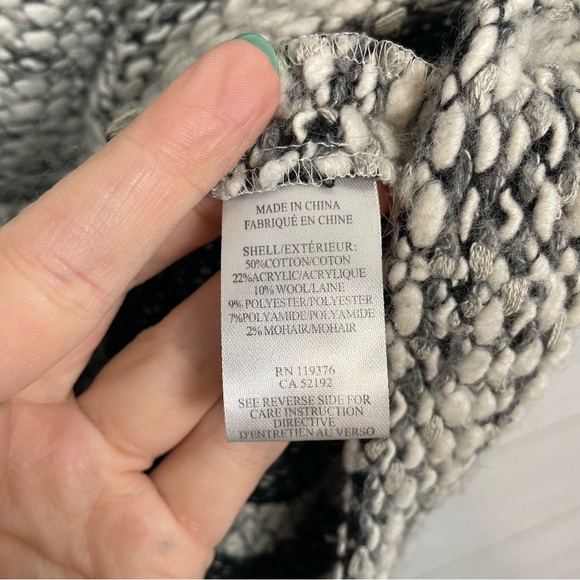 MADE IN CHINA
FABRIQUÉ EN CHINE
SHELL/EXTÉRIEUR:
50%COTTON/COTON
22%ACRYLIC/ACRYLIQUE
10% WOOL/LAINE
9% POLYESTER/POLYESTER
7%POLYAMIDE/POLYAMIDE
2% MOHAIR/MOHAIR
RN 119376
CA 52192
SEE REVERSE SIDE FOR
CARE INSTRUCTION
DIRECTIVE
D'ENTRETIEN AU VERSO